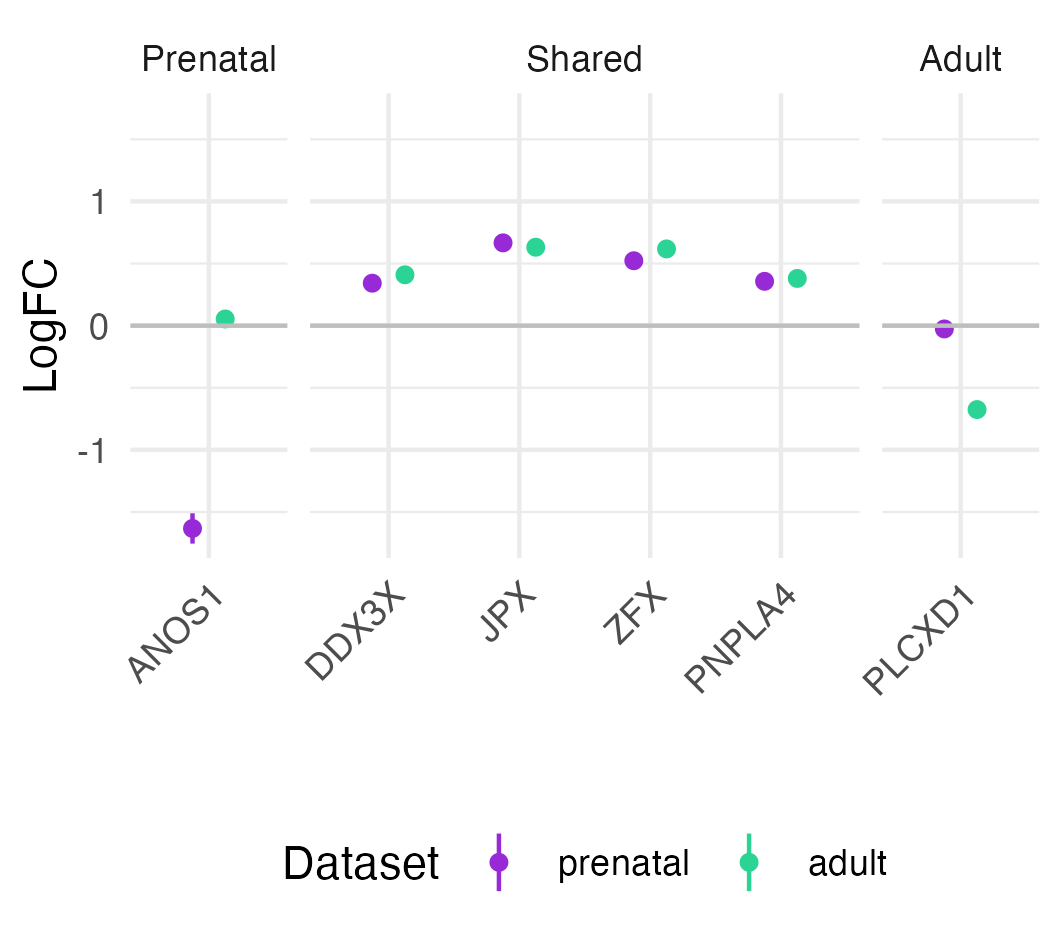 Prenatal Shared Adult
LogFC
1
0
-1
ANOS1 DDX3X JPX ZFX PNPLA4 PLCXD1
Dataset prenatal adult